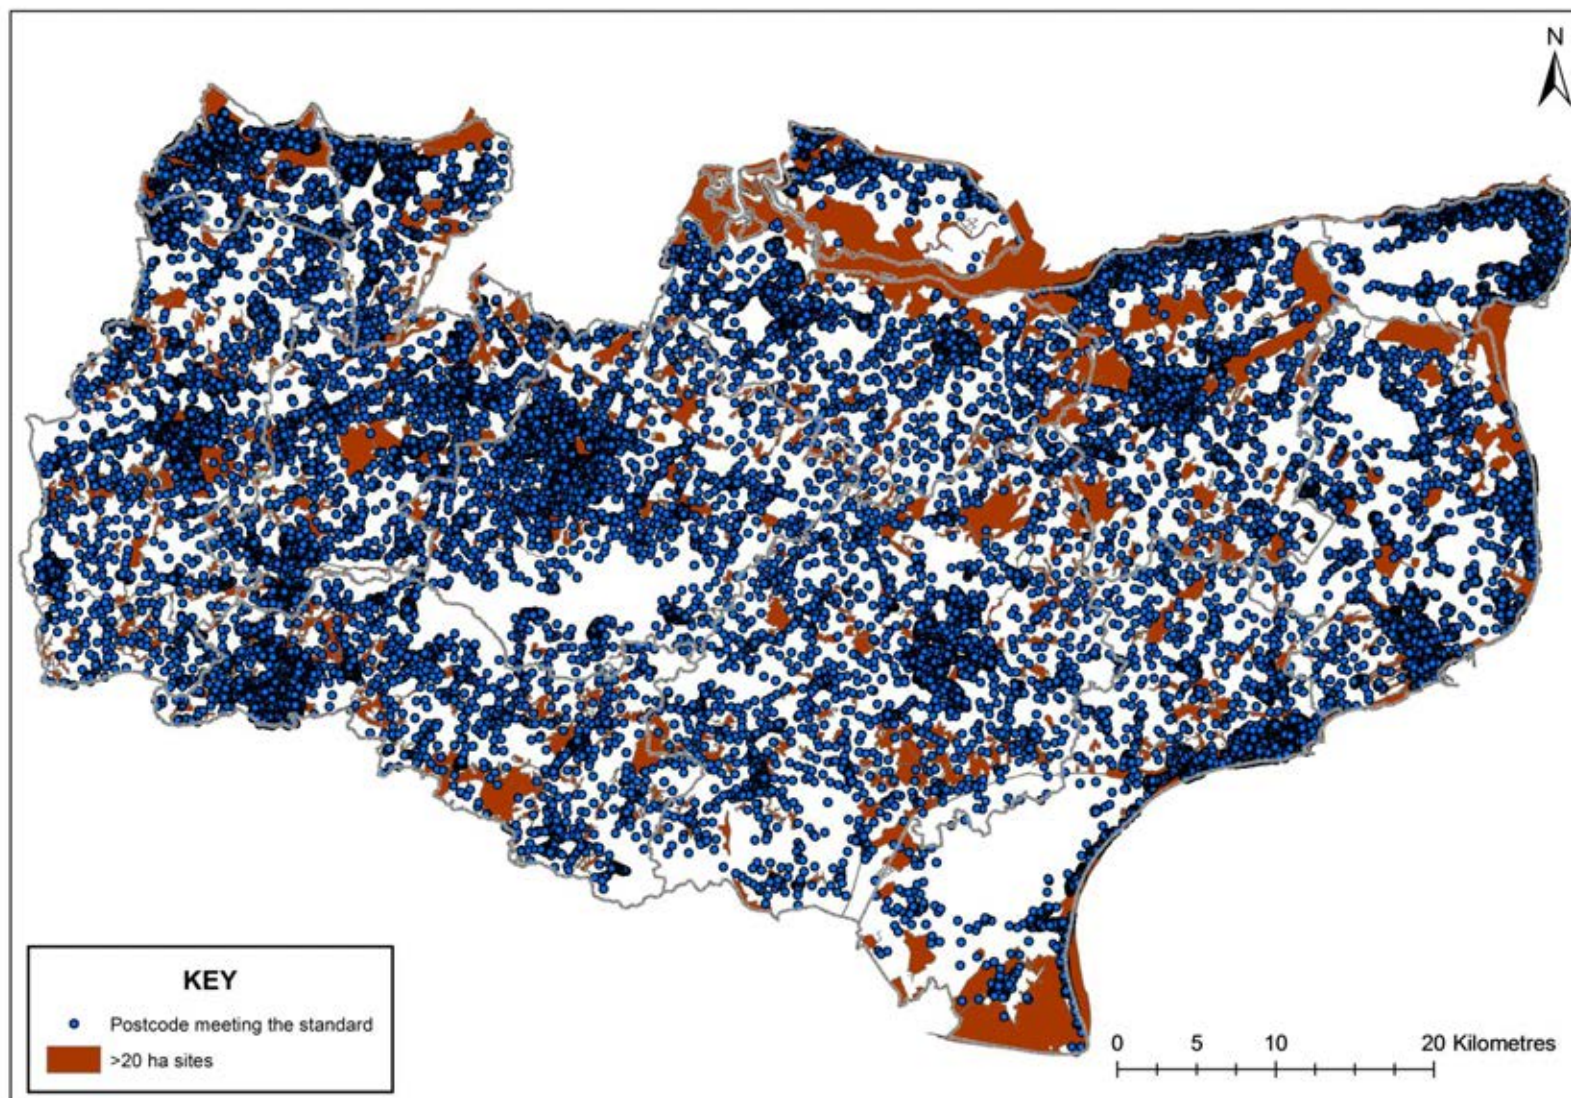 N
KEY
Postcode meeting the standard
>20 ha sites
0 5 10 20 Kilometres